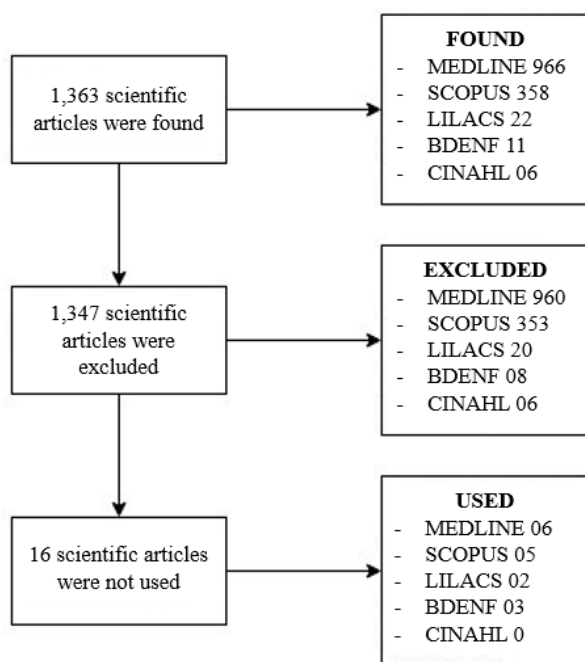 1,363 scientific
articles were found
FOUND
- MEDLINE 966
- SCOPUS 358
- LILACS 22
- BDENF 11
- CINAHL 06
1,347 scientific
articles were
excluded
EXCLUDED
- MEDLINE 960
- SCOPUS 353
- LILACS 20
- BDENF 08
- CINAHL 06
16 scientific articles
were not used
USED
- MEDLINE 06
- SCOPUS 05
- LILACS 02
- BDENF 03
- CINAHL 0